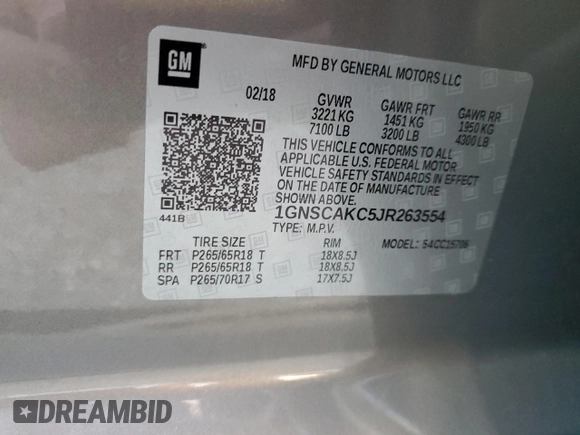 GM
MFD BY GENERAL MOTORS LLC
02/18
GVWR GAWR FRT GAWR RR
3221 KG 1451 KG 1950 KG
7100 LB 3200 LB 4300 LB
THIS VEHICLE CONFORMS TO ALL
APPLICABLE U.S. FEDERAL MOTOR
VEHICLE SAFETY AND THEFT PREVENTION
STANDARDS IN EFFECT ON THE DATE OF MANUFACTURE
SHOWN ABOVE.
1GNSCAKC5JR263554
441B
TYPE: M.P.V.
MODEL: 54CC15706
TIRE SIZE RIM
FRT P265/65R18 T 18X8.5J
RR P265/65R18 T 18X8.5J
SPA P265/70R17 S 17X7.5J
DREAMBID